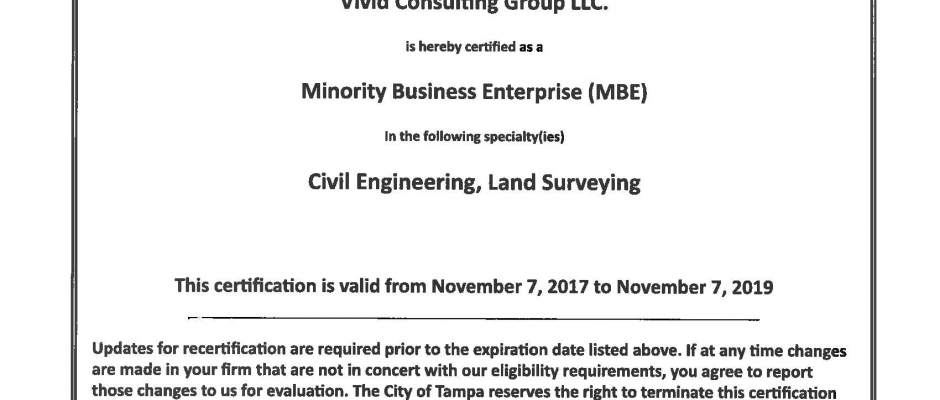 Vivid Consulting Group LLC.
is hereby certified as a
Minority Business Enterprise (MBE)
In the following specialty(ies)
Civil Engineering, Land Surveying
This certification is valid from November 7, 2017 to November 7, 2019
Updates for recertification are required prior to the expiration date listed above. If at any time changes
are made in your firm that are not in concert with our eligibility requirements, you agree to report
those changes to us for evaluation. The City of Tampa reserves the right to terminate this certification